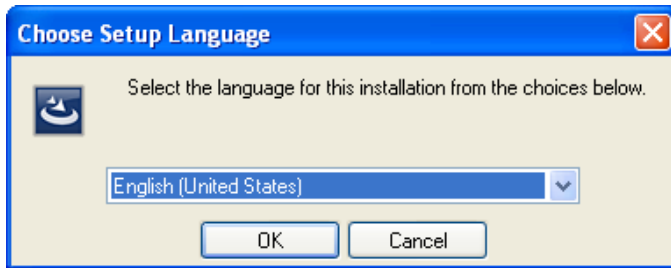 Choose Setup Language
Select the language for this installation from the choices below.
English (United States)
OK Cancel